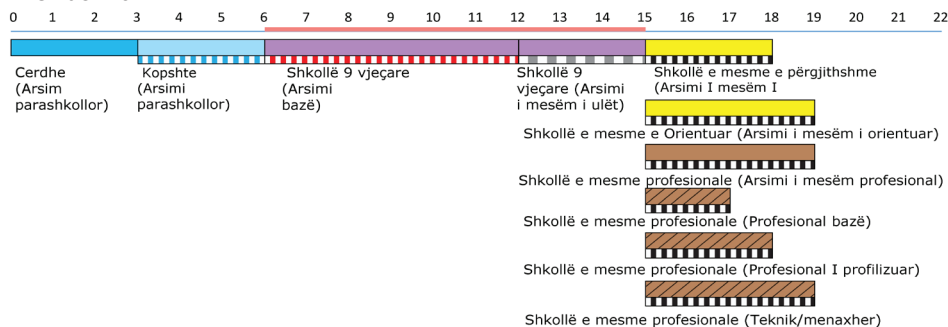 0 1 2 3 4 5 6 7 8 9 10 11 12 13 14 15 16 17 18 19 20 21 22
Cerdhe
(Arsim
parashkollor)
Kopshte
(Arsimi
parashkollor)
Shkollë 9 vjeçare
(Arsimi
bazë)
Shkollë 9
vjeçare (Arsimi
i mesëm i ulët)
Shkollë e mesme e përgjithshme
(Arsimi I mesëm I
Shkollë e mesme e Orientuar (Arsimi i mesëm i orientuar)
Shkollë e mesme profesionale (Arsimi i mesëm profesional)
Shkollë e mesme profesionale (Profesional bazë)
Shkollë e mesme profesionale (Profesional I profilizuar)
Shkollë e mesme profesionale (Teknik/menaxher)